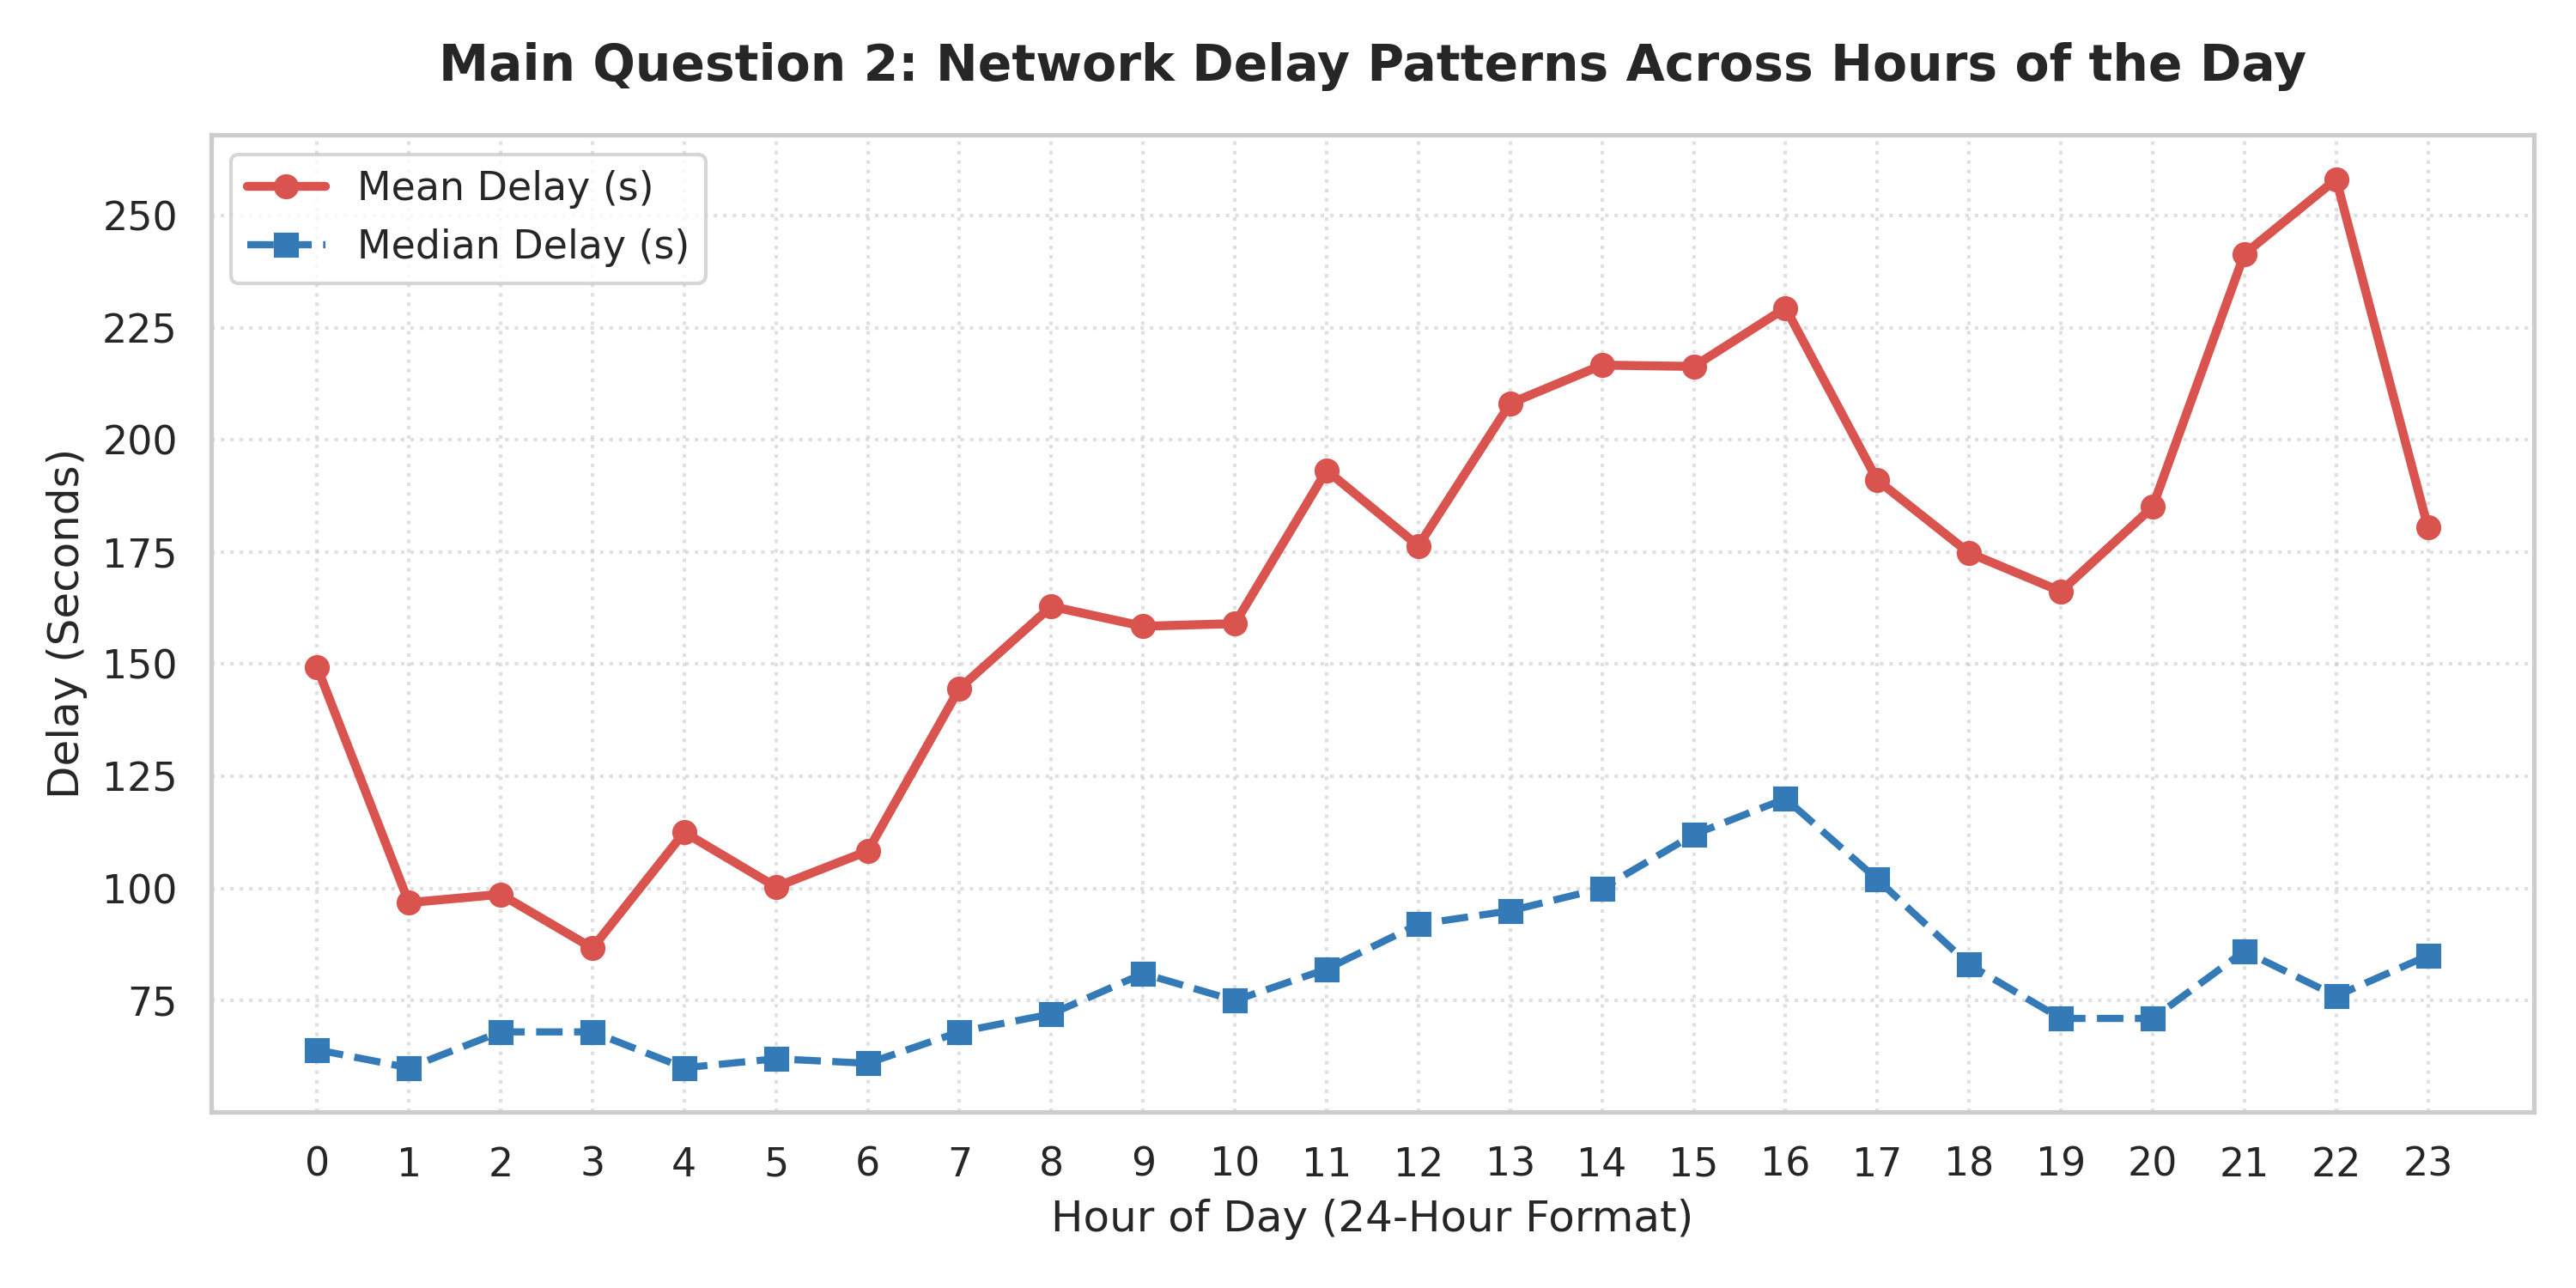 Main Question 2: Network Delay Patterns Across Hours of the Day
Mean Delay (s)
Median Delay (s)
Delay (Seconds)
250
225
200
175
150
125
100
75
0 1 2 3 4 5 6 7 8 9 10 11 12 13 14 15 16 17 18 19 20 21 22 23
Hour of Day (24-Hour Format)